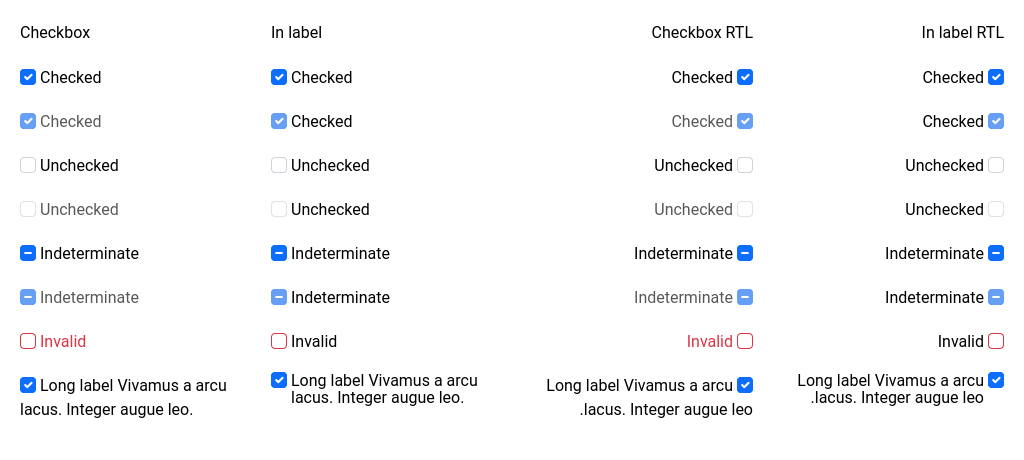 Checkbox In label Checkbox RTL In label RTL
Checked Checked Checked Checked
Checked Checked Checked Checked
Unchecked Unchecked Unchecked Unchecked
Unchecked Unchecked Unchecked Unchecked
Indeterminate Indeterminate Indeterminate Indeterminate
Indeterminate Indeterminate Indeterminate Indeterminate
Invalid Invalid Invalid Invalid
Long label Vivamus a arcu Long label Vivamus a arcu Long label Vivamus a arcu Long label Vivamus a arcu
lacus. Integer augue leo. lacus. Integer augue leo. .lacus. Integer augue leo .lacus. Integer augue leo